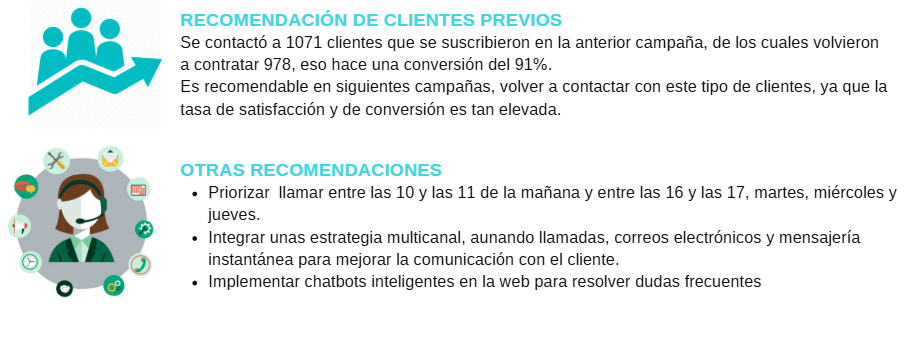 RECOMENDACIÓN DE CLIENTES PREVIOS
Se contactó a 1071 clientes que se suscribieron en la anterior campaña, de los cuales volvieron
a contratar 978, eso hace una conversión del 91%.
Es recomendable en siguientes campañas, volver a contactar con este tipo de clientes, ya que la
tasa de satisfacción y de conversión es tan elevada.
OTRAS RECOMENDACIONES
• Priorizar  llamar entre las 10 y las 11 de la mañana y entre las 16 y las 17, martes, miércoles y
jueves.
• Integrar unas estrategia multicanal, aunando llamadas, correos electrónicos y mensajería
instantánea para mejorar la comunicación con el cliente.
• Implementar chatbots inteligentes en la web para resolver dudas frecuentes